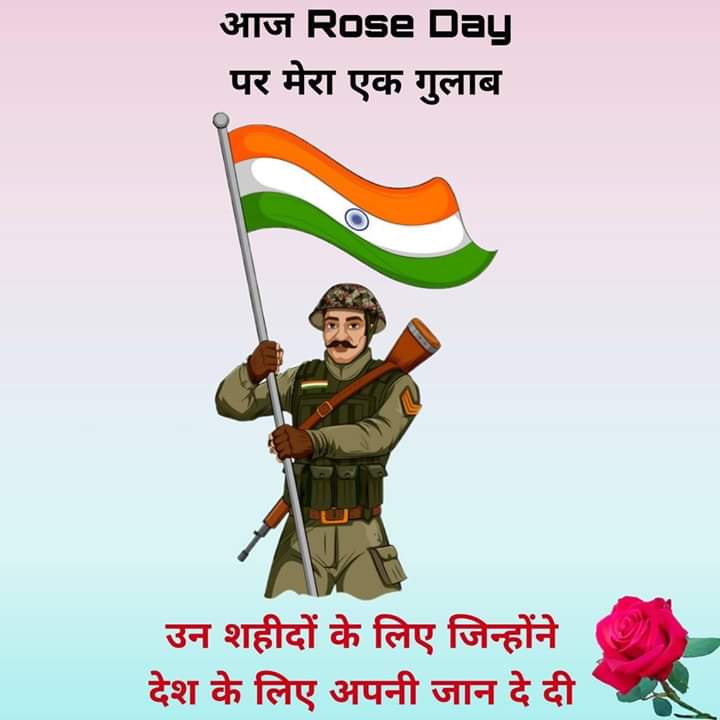 आज Rose Day
पर मेरा एक गुलाब
उन शहीदों के लिए जिन्होंने
देश के लिए अपनी जान दे दी